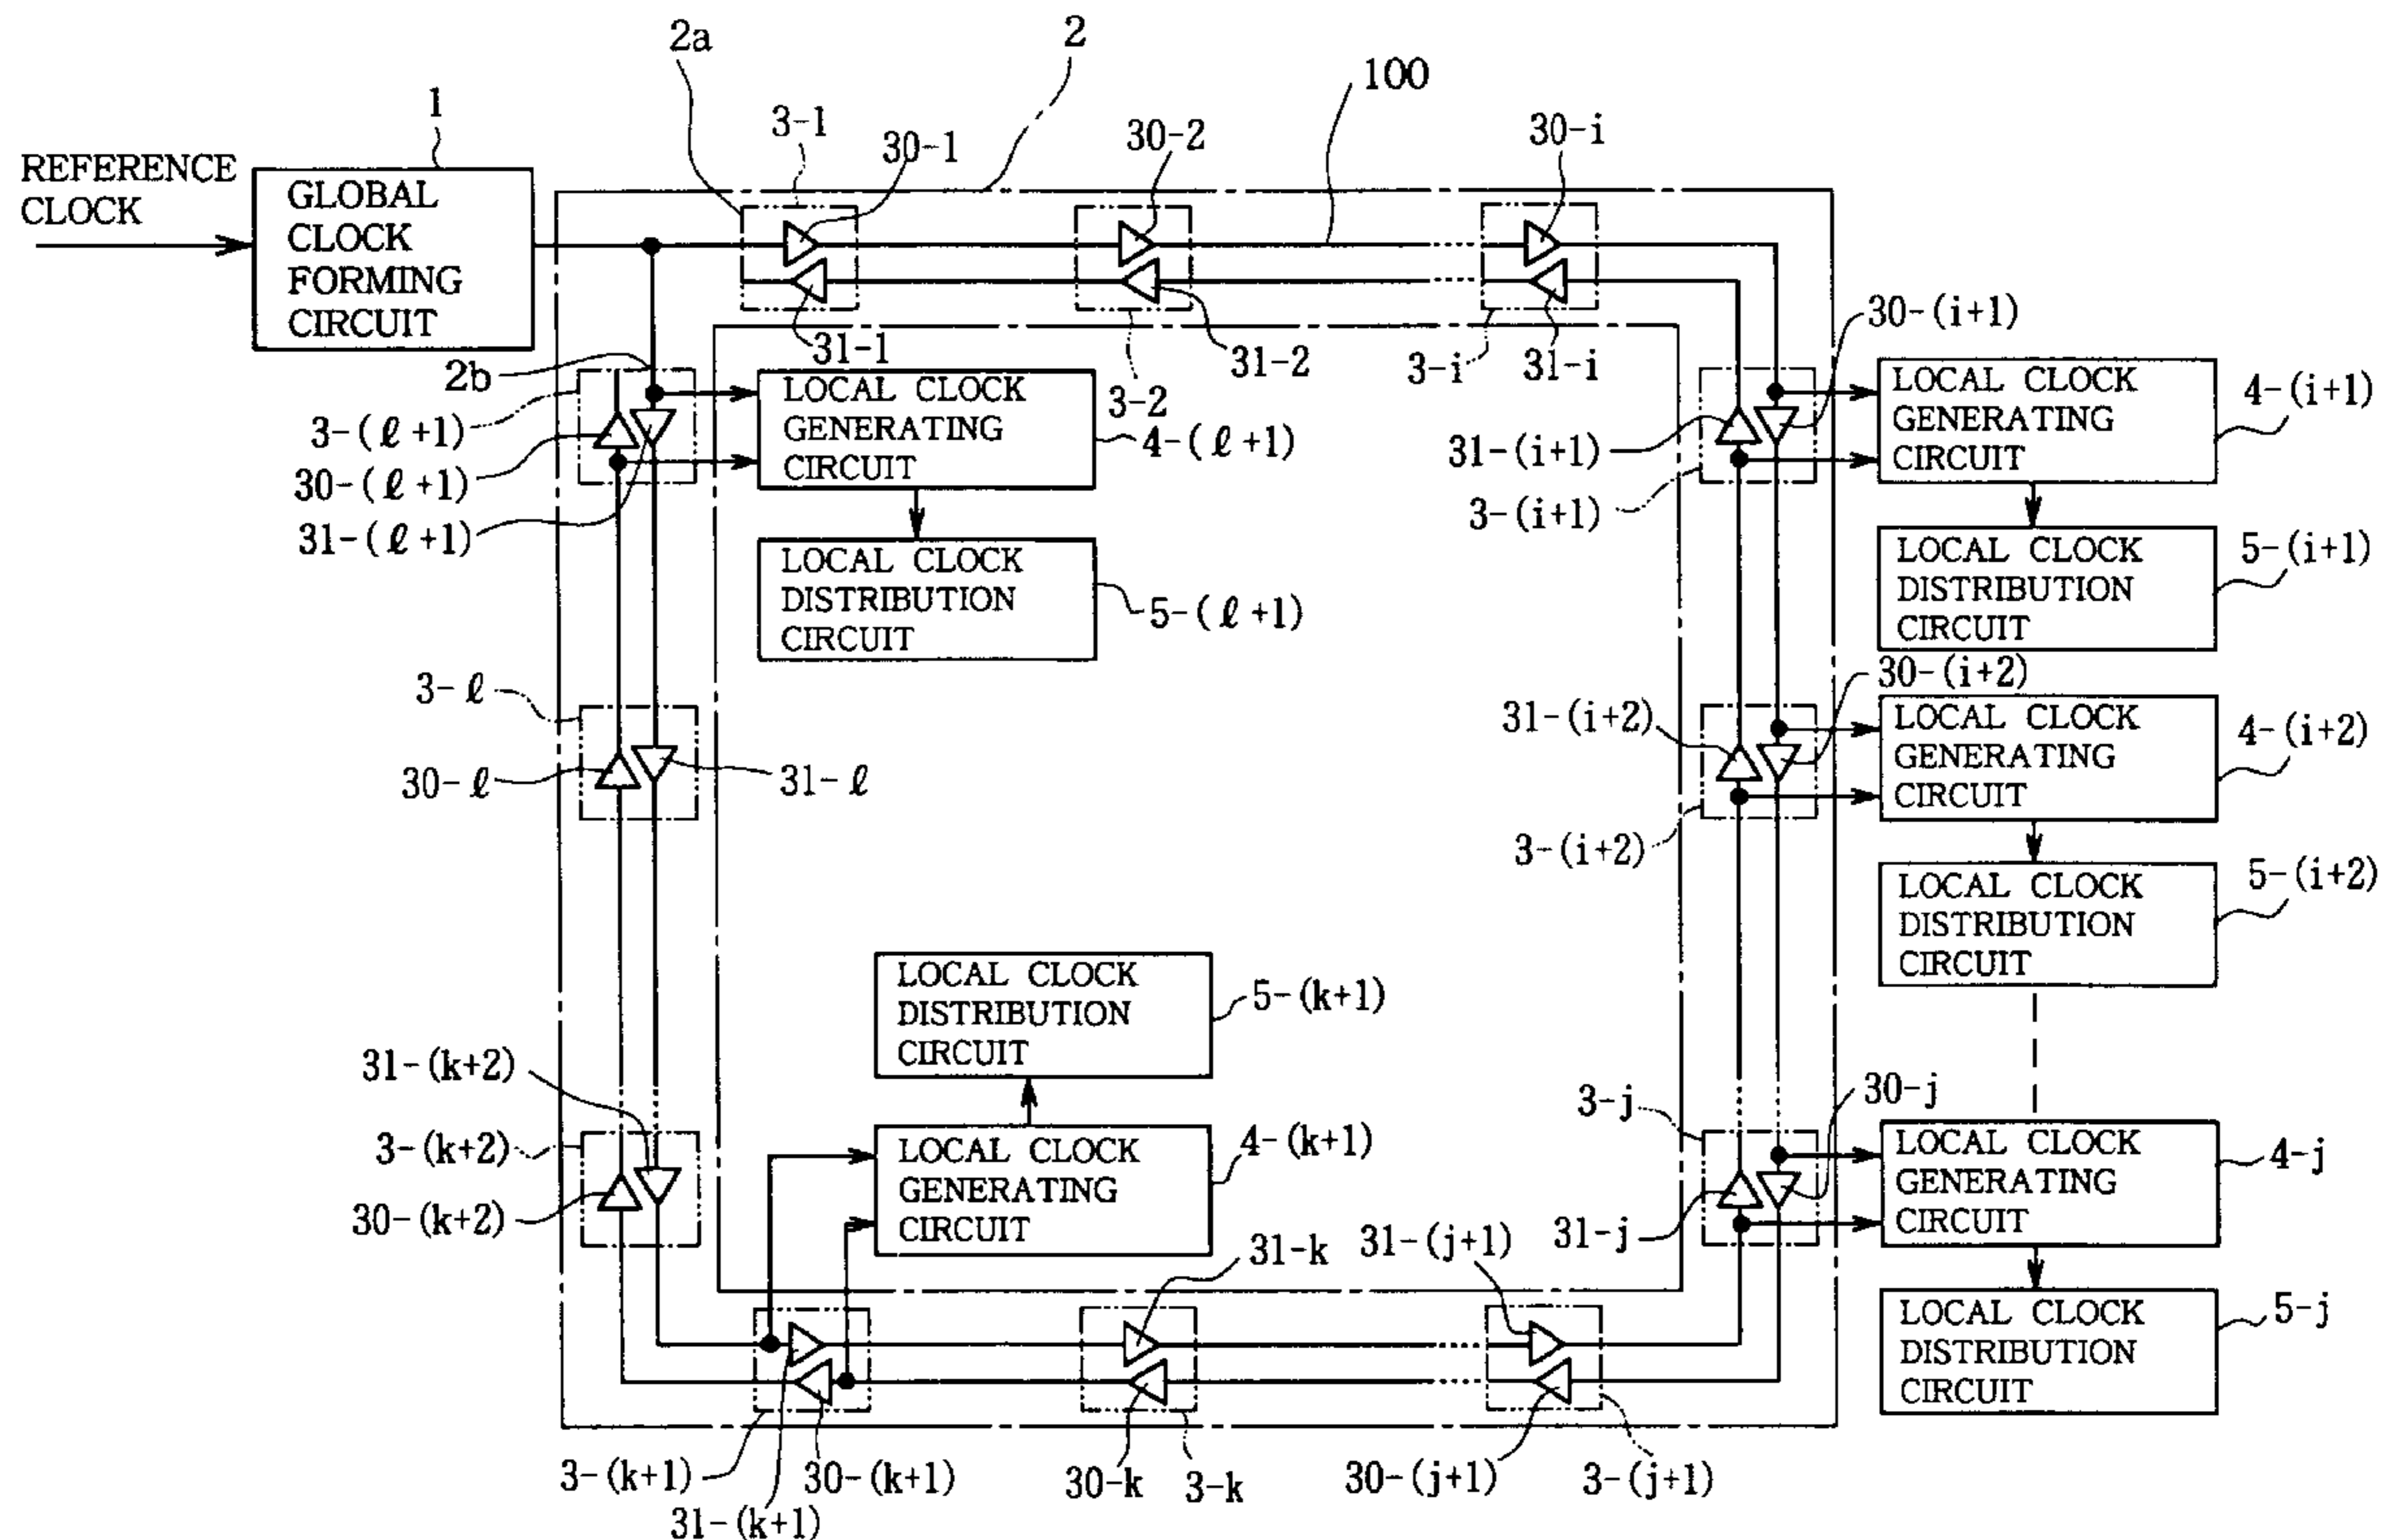 2a
2
100
1
3-1
30-1
30-2
30-i
REFERENCE
CLOCK
GLOBAL
CLOCK
FORMING
CIRCUIT
31-1
31-2
3-i
31-i
30-(i+1)
2b
3-2
3-(ℓ+1)
30-(ℓ+1)
31-(ℓ+1)
LOCAL CLOCK
GENERATING
CIRCUIT
4-(ℓ+1)
LOCAL CLOCK
DISTRIBUTION
CIRCUIT
5-(ℓ+1)
31-(i+1)
3-(i+1)
LOCAL CLOCK
GENERATING
CIRCUIT
4-(i+1)
LOCAL CLOCK
DISTRIBUTION
CIRCUIT
5-(i+1)
3-ℓ
30-ℓ
31-ℓ
30-(i+2)
31-(i+2)
3-(i+2)
LOCAL CLOCK
GENERATING
CIRCUIT
4-(i+2)
LOCAL CLOCK
DISTRIBUTION
CIRCUIT
5-(i+2)
LOCAL CLOCK
DISTRIBUTION
CIRCUIT
5-(k+1)
31-(k+2)
3-(k+2)
30-(k+2)
LOCAL CLOCK
GENERATING
CIRCUIT
4-(k+1)
3-j
30-j
31-j
LOCAL CLOCK
GENERATING
CIRCUIT
4-j
31-k
31-(j+1)
LOCAL CLOCK
DISTRIBUTION
CIRCUIT
5-j
3-(k+1)
31-(k+1)
30-(k+1)
30-k
3-k
30-(j+1)
3-(j+1)